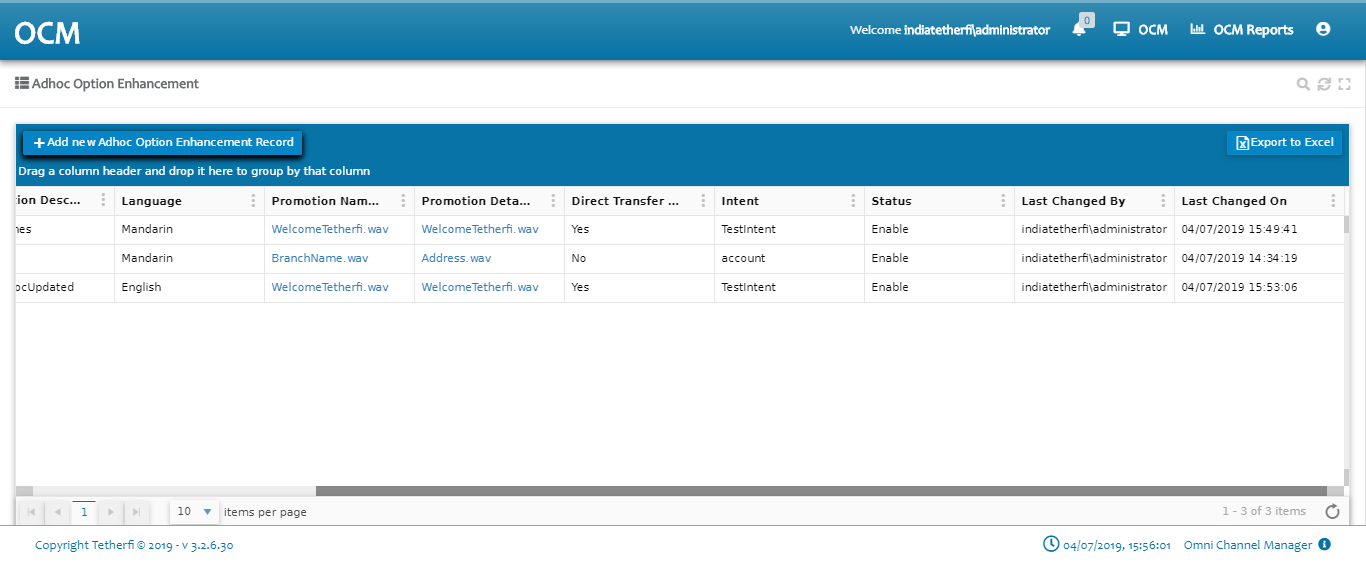 OCM
Welcome indiatetherfi\administrator 0 OCM OCM Reports
Adhoc Option Enhancement
Add new Adhoc Option Enhancement Record Export to Excel
Drag a column header and drop it here to group by that column
ion Desc... Language Promotion Nam... Promotion Deta... Direct Transfer ... Intent Status Last Changed By Last Changed On
nes Mandarin WelcomeTetherfi.wav WelcomeTetherfi.wav Yes TestIntent Enable indiatetherfi\administrator 04/07/2019 15:49:41
Mandarin BranchName.wav Address.wav No account Enable indiatetherfi\administrator 04/07/2019 14:34:19
ocUpdated English WelcomeTetherfi.wav WelcomeTetherfi.wav Yes TestIntent Enable indiatetherfi\administrator 04/07/2019 15:53:06
1 10 items per page 1 - 3 of 3 items
Copyright Tetherfi © 2019 - v 3.2.6.30 04/07/2019, 15:56:01 Omni Channel Manager